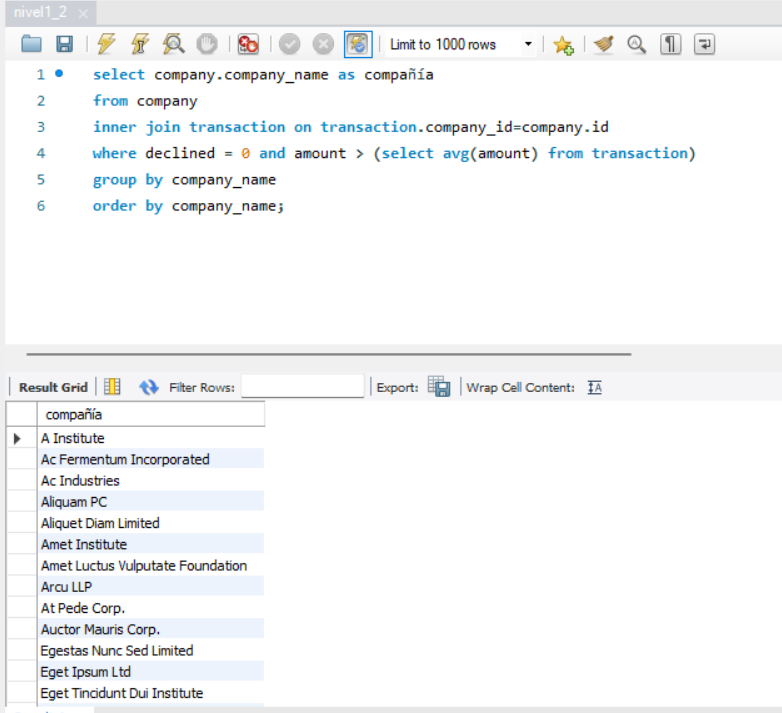 nivel1_2
Limit to 1000 rows
1 select company.company_name as compañía
2 from company
3 inner join transaction on transaction.company_id=company.id
4 where declined = 0 and amount > (select avg(amount) from transaction)
5 group by company_name
6 order by company_name;
Result Grid Filter Rows: Export: Wrap Cell Content:
compañía
A Institute
Ac Fermentum Incorporated
Ac Industries
Aliquam PC
Aliquet Diam Limited
Amet Institute
Amet Luctus Vulputate Foundation
Arcu LLP
At Pede Corp.
Auctor Mauris Corp.
Egestas Nunc Sed Limited
Eget Ipsum Ltd
Eget Tincidunt Dui Institute